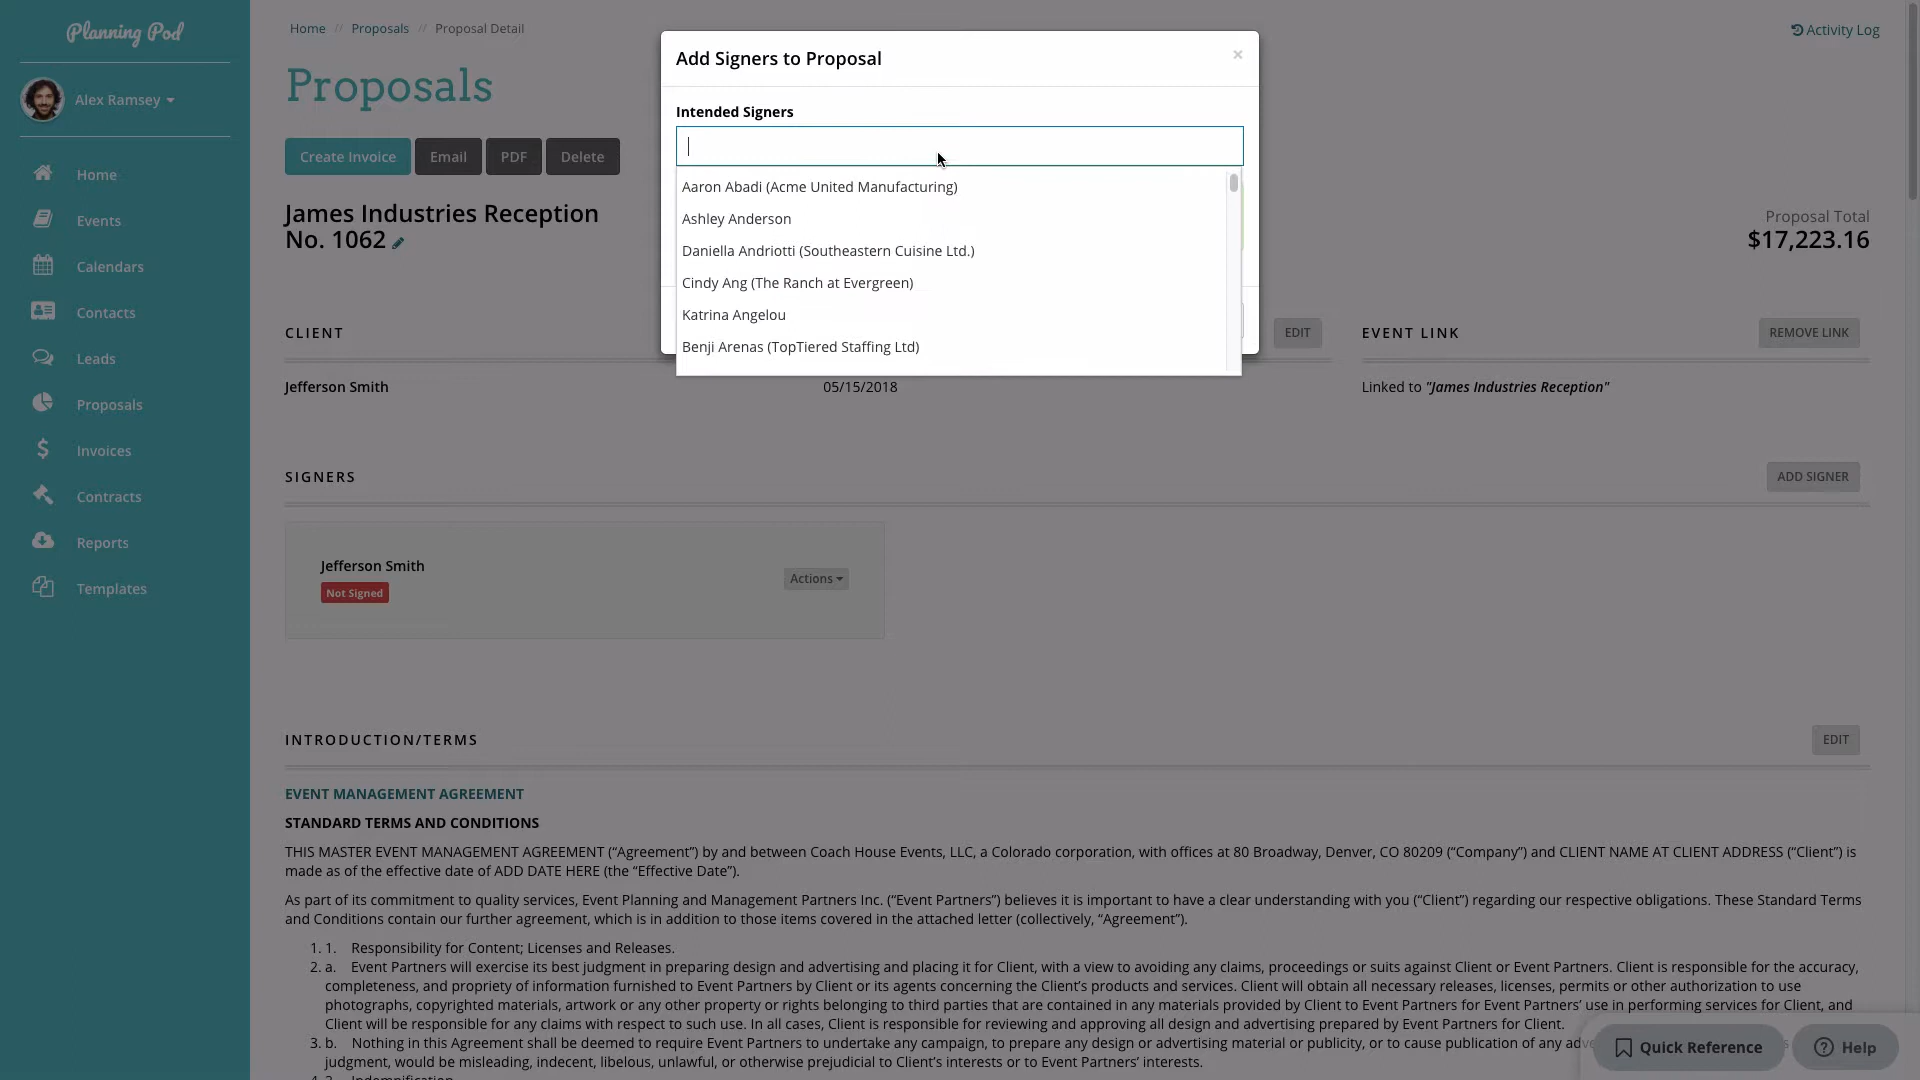 Planning Pod
Alex Ramsey
Home
Events
Calendars
Contacts
Leads
Proposals
Invoices
Contracts
Reports
Templates
Home // Proposals // Proposal Detail
Activity Log
Proposals
Create Invoice
Email
PDF
Delete
James Industries Reception
No. 1062
Proposal Total
$17,223.16
Add Signers to Proposal
×
Intended Signers
Aaron Abadi (Acme United Manufacturing)
Ashley Anderson
Daniella Andriotti (Southeastern Cuisine Ltd.)
Cindy Ang (The Ranch at Evergreen)
Katrina Angelou
Benji Arenas (TopTiered Staffing Ltd)
CLIENT
EDIT
EVENT LINK
REMOVE LINK
Jefferson Smith
05/15/2018
Linked to "James Industries Reception"
SIGNERS
ADD SIGNER
Jefferson Smith
Not Signed
Actions
INTRODUCTION/TERMS
EDIT
EVENT MANAGEMENT AGREEMENT
STANDARD TERMS AND CONDITIONS
THIS MASTER EVENT MANAGEMENT AGREEMENT (“Agreement”) by and between Coach House Events, LLC, a Colorado corporation, with offices at 80 Broadway, Denver, CO 80209 (“Company”) and CLIENT NAME AT CLIENT ADDRESS (“Client”) is
made as of the effective date of ADD DATE HERE (the “Effective Date”).
As part of its commitment to quality services, Event Planning and Management Partners Inc. (“Event Partners”) believes it is important to have a clear understanding with you (“Client”) regarding our respective obligations. These Standard Terms
and Conditions contain our further agreement, which is in addition to those items covered in the attached letter (collectively, “Agreement”).
1. 1. Responsibility for Content; Licenses and Releases.
2. a. Event Partners will exercise its best judgment in preparing design and advertising and placing it for Client, with a view to avoiding any claims, proceedings or suits against Client or Event Partners. Client is responsible for the accuracy,
completeness, and propriety of information furnished to Event Partners by Client or its agents concerning the Client’s products and services. Client will obtain all necessary releases, licenses, permits or other authorization to use
photographs, copyrighted materials, artwork or any other property or rights belonging to third parties that are contained in any materials provided by Client to Event Partners for Event Partners’ use in performing services for Client, and
Client will be responsible for any claims with respect to such use. In all cases, Client is responsible for reviewing and approving all design and advertising prepared by Event Partners for Client.
3. b. Nothing in this Agreement shall be deemed to require Event Partners to undertake any campaign, to prepare any design or advertising material or publicity, or to cause publication of any
judgment, would be misleading, indecent, libelous, unlawful, or otherwise prejudicial to Client's interests or to Event Partners’ interests.
4. 2. Indemnification.
Quick Reference
Help